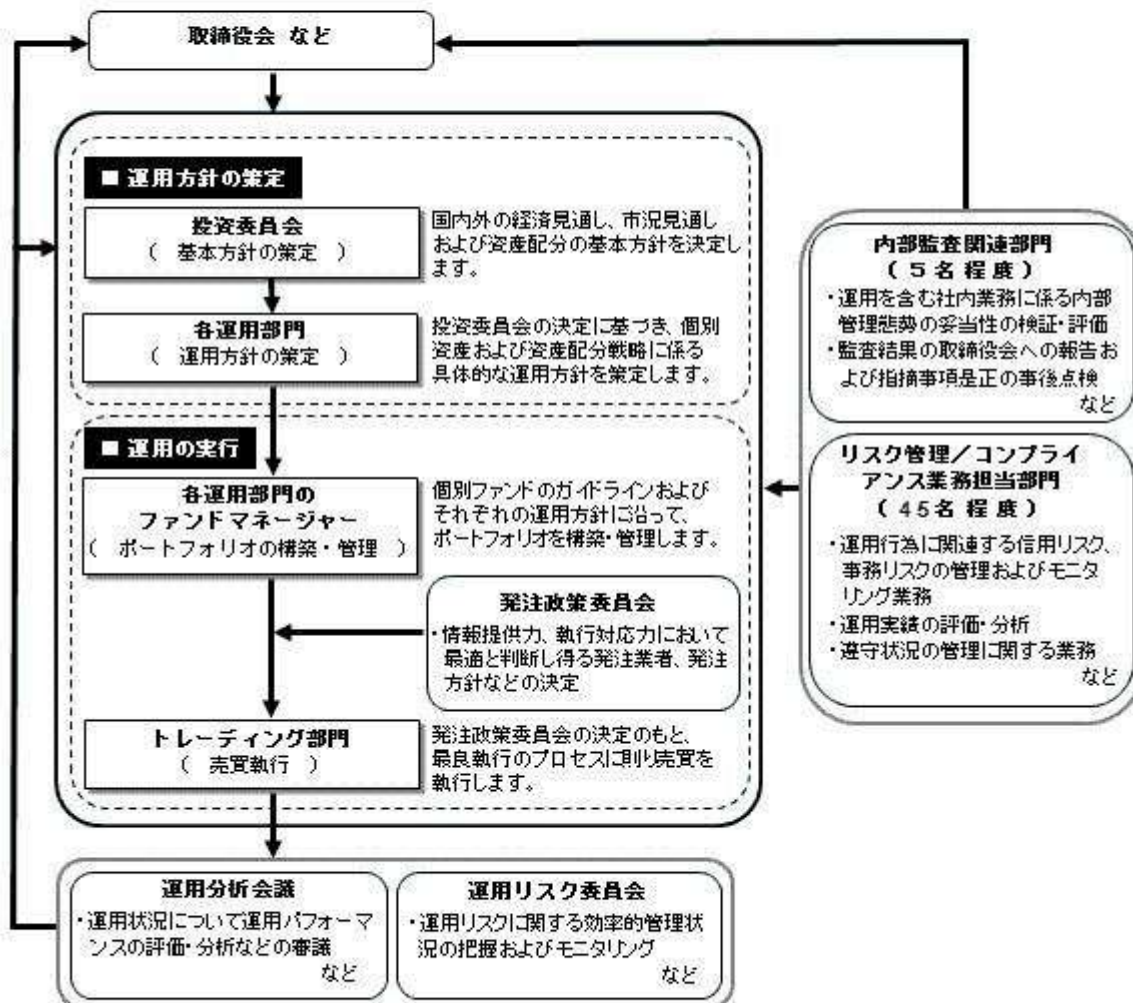 取締役会 など
■ 運用方針の策定
投資委員会
( 基本方針の策定 )
国内外の経済見通し、市況見通し
および資産配分の基本方針を決定し
ます。
各運用部門
( 運用方針の策定 )
投資委員会の決定に基づき、個別
資産および資産配分戦略に係る
具体的な運用方針を策定します。
■ 運用の実行
各運用部門の
ファンドマネージャー
( ポートフォリオの構築・管理 )
個別ファンドのガイドラインおよび
それぞれの運用方針に沿って、
ポートフォリオを構築・管理します。
発注政策委員会
・情報提供力、執行対応力において
最適と判断し得る発注業者、発注
方針などの決定
トレーディング部門
( 売買執行 )
発注政策委員会の決定のもと、
最良執行のプロセスに則り売買を
執行します。
内部監査関連部門
( 5名程度 )
・運用を含む社内業務に係る内部
管理態勢の妥当性の検証・評価
・監査結果の取締役会への報告お
よび指摘事項是正の事後点検
など
リスク管理/コンプライ
アンス業務担当部門
( 45名程度 )
・運用行為に関連する信用リスク、
事務リスクの管理およびモニタ
リング業務
・運用実績の評価・分析
・遵守状況の管理に関する業務
など
運用分析会議
・運用状況について運用パフォーマ
ンスの評価・分析などの審議
など
運用リスク委員会
・運用リスクに関する効率的管理状
況の把握およびモニタリング
など